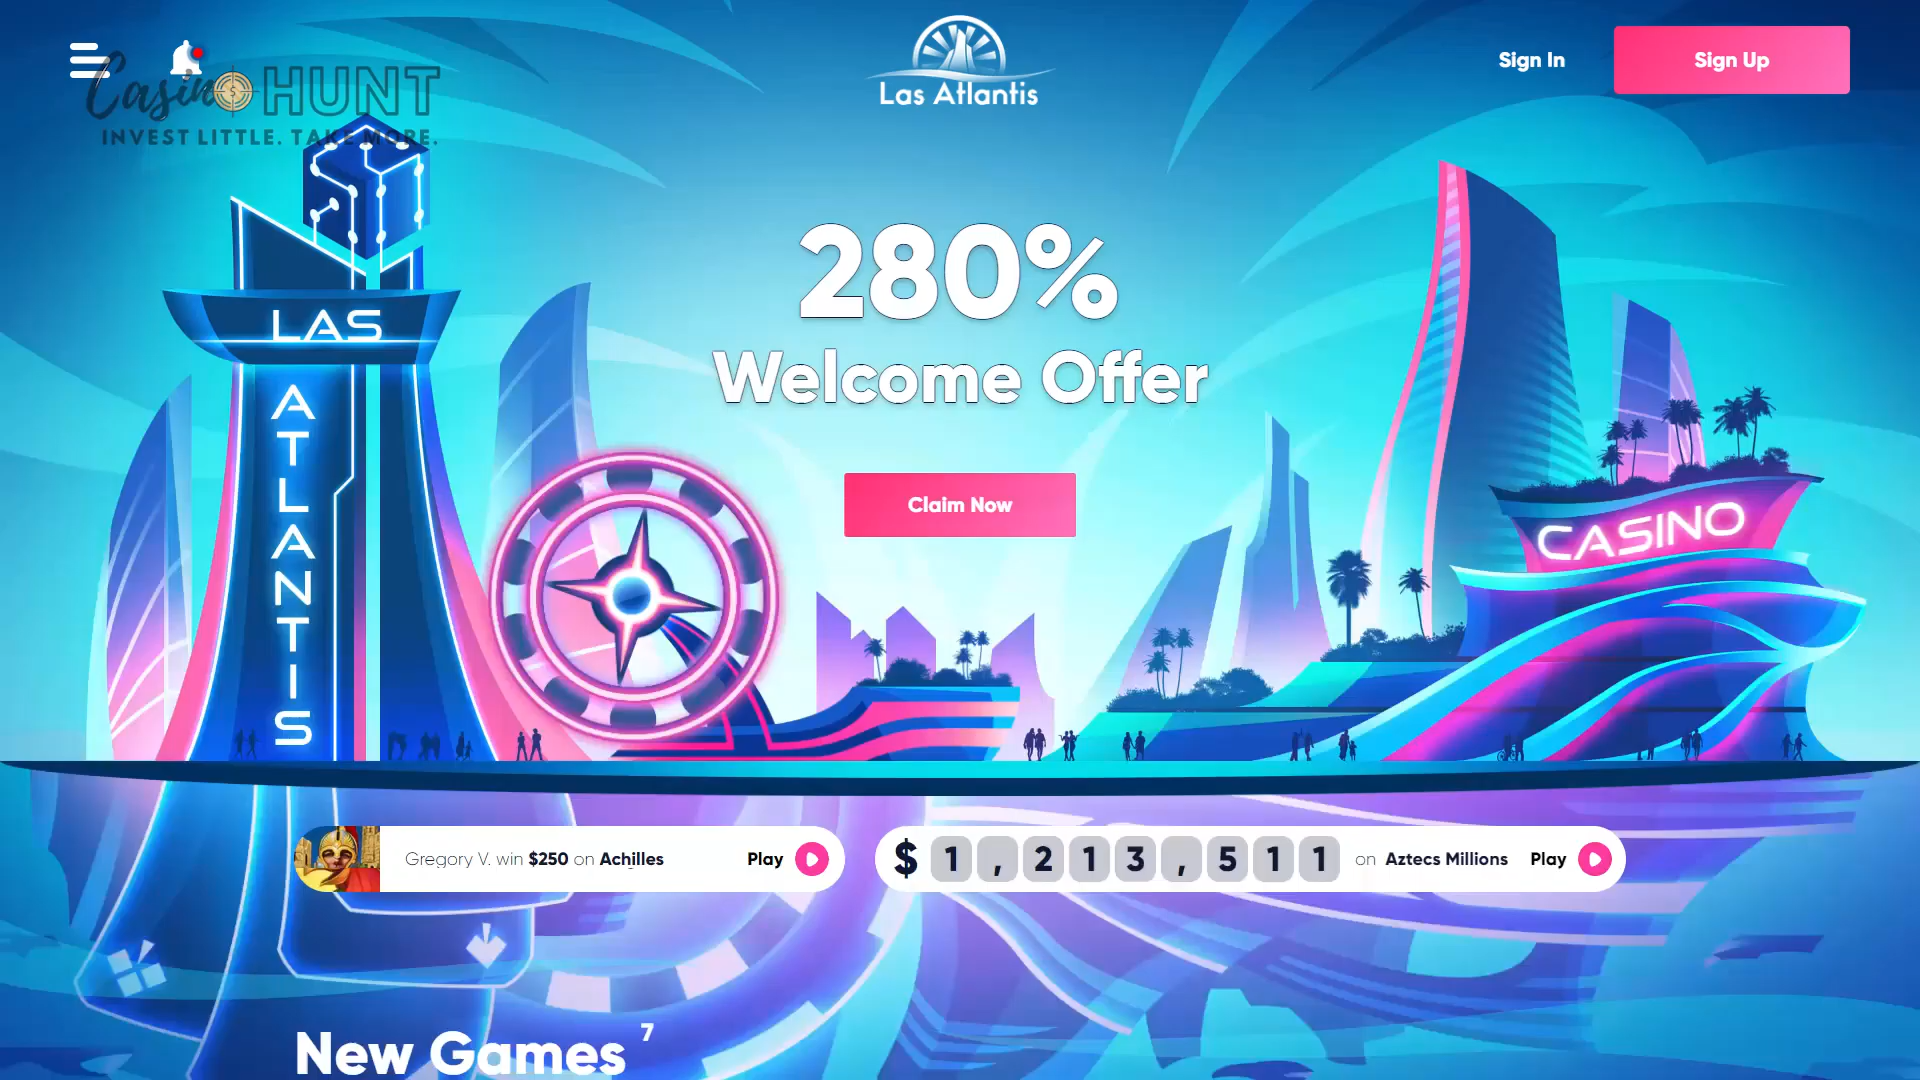 Casino HUNT
INVEST LITTLE. TAKE MORE.
Las Atlantis
Sign In
Sign Up
280%
Welcome Offer
Claim Now
LAS
ATLANTIS
CASINO
Gregory V. win $250 on Achilles
Play
$1,213,511 on Aztecs Millions
Play
New Games 7